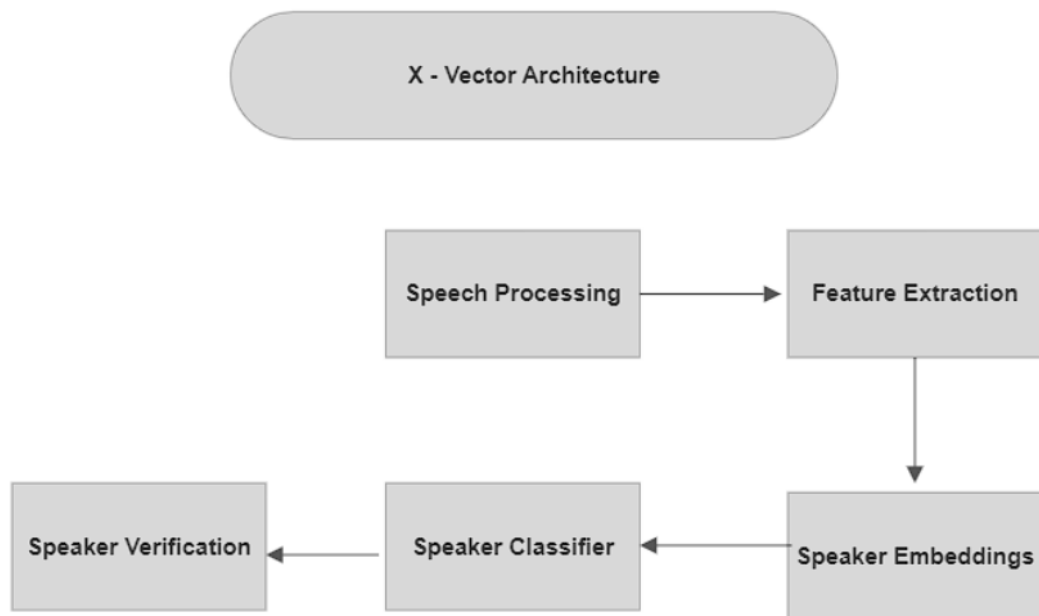 X - Vector Architecture
Speech Processing
Feature Extraction
Speaker Embeddings
Speaker Classifier
Speaker Verification